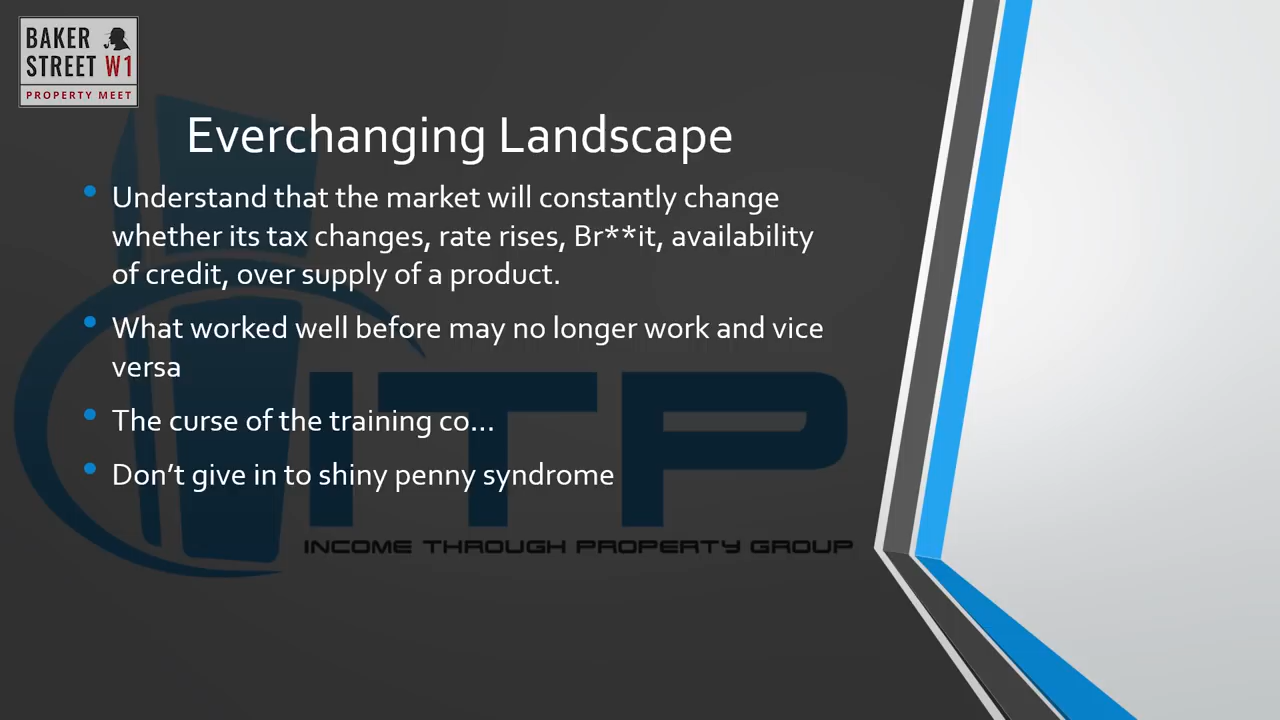 BAKER
STREET W1
PROPERTY MEET
Everchanging Landscape
Understand that the market will constantly change
whether its tax changes, rate rises, Br**it, availability
of credit, over supply of a product.
What worked well before may no longer work and vice
versa
The curse of the training co...
Don’t give in to shiny penny syndrome
ITP
INCOME THROUGH PROPERTY GROUP